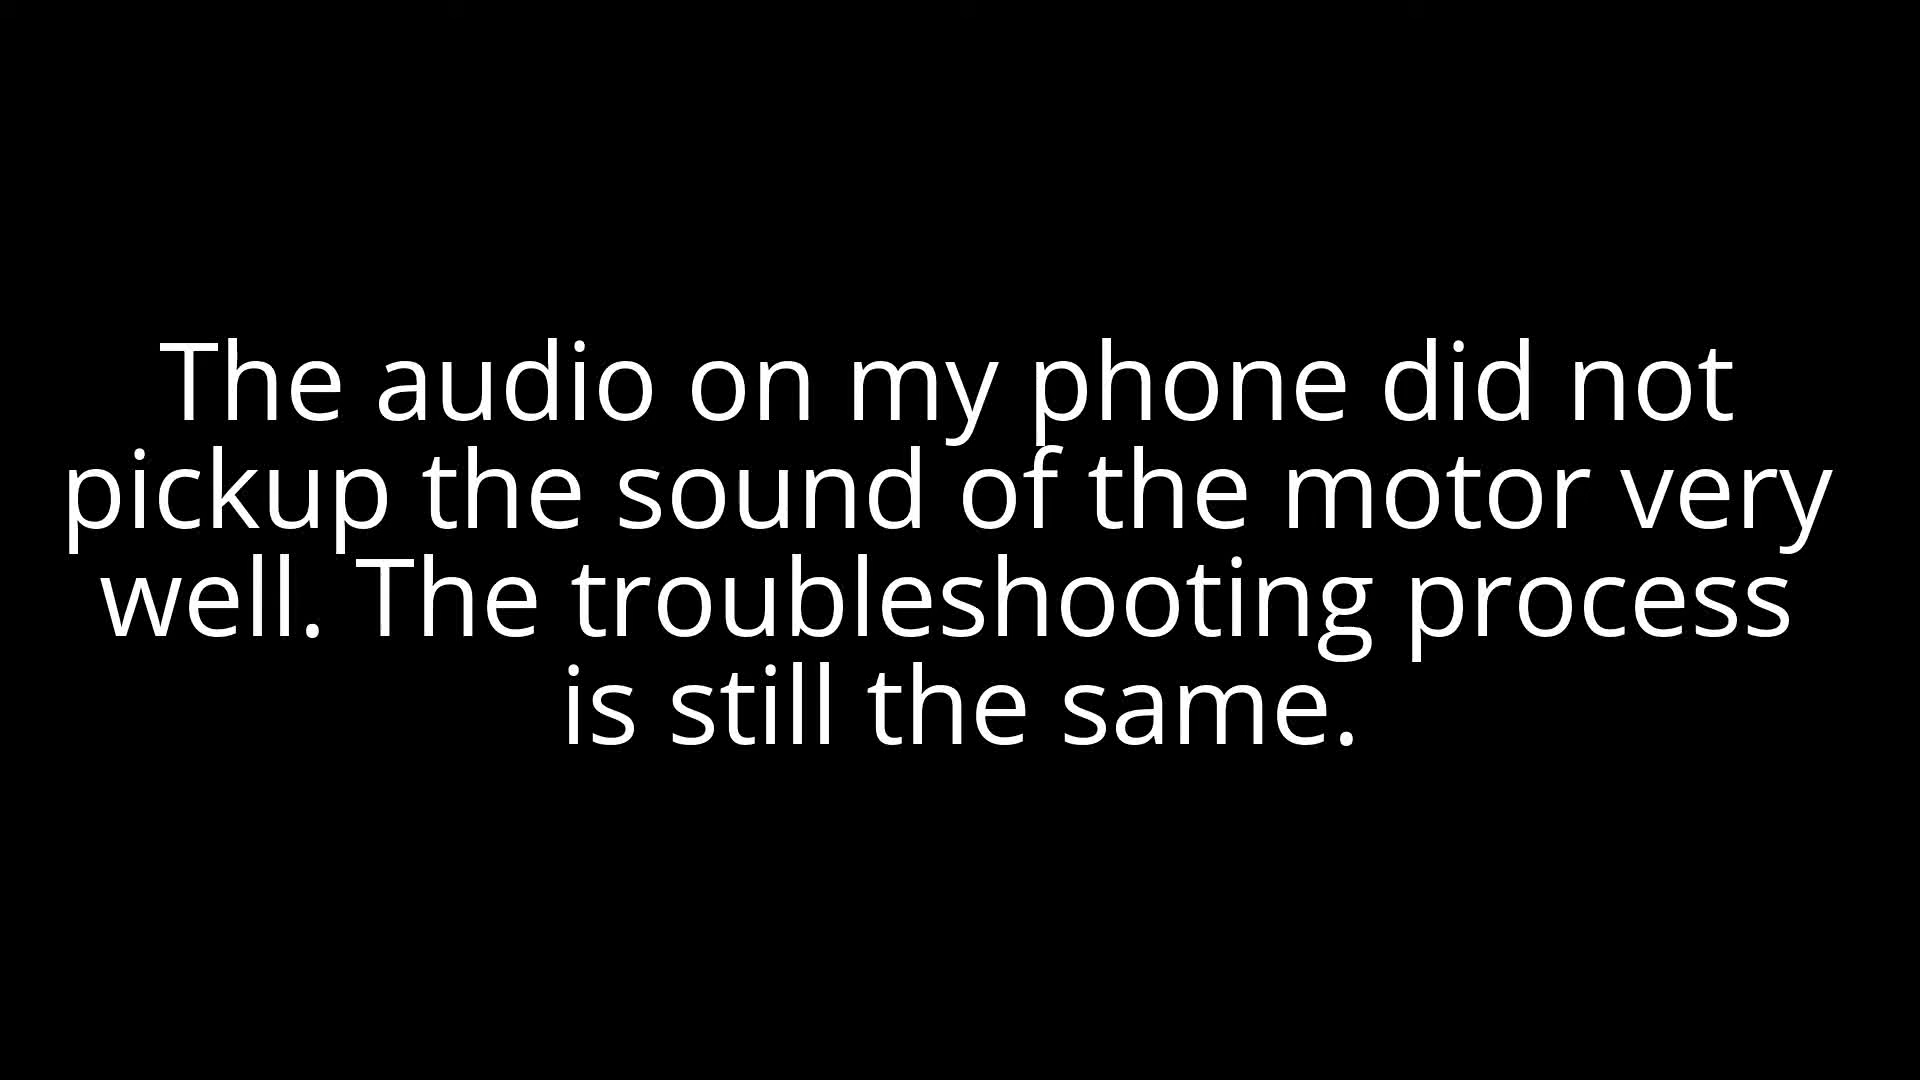 The audio on my phone did not
pickup the sound of the motor very
well. The troubleshooting process
is still the same.